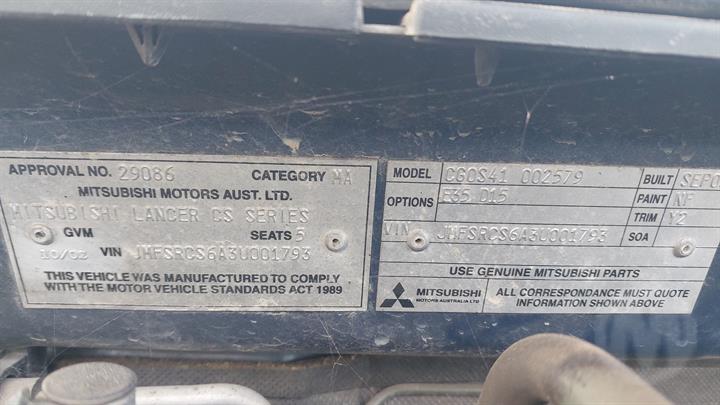 APPROVAL NO. 29086 CATEGORY MA
MITSUBISHI MOTORS AUST. LTD.
MITSUBISHI LANCER CS SERIES
GVM SEATS 5
10/02 VIN JMFSRCS6A3U001793
THIS VEHICLE WAS MANUFACTURED TO COMPLY
WITH THE MOTOR VEHICLE STANDARDS ACT 1989
MODEL CGCS41 002579 BUILT SEP0
OPTIONS E35 D15 PAINT NF
TRIM Y2
VIN JMFSRCS6A3U001793 SOA
USE GENUINE MITSUBISHI PARTS
MITSUBISHI
MOTORS AUSTRALIA LTD
ALL CORRESPONDANCE MUST QUOTE
INFORMATION SHOWN ABOVE